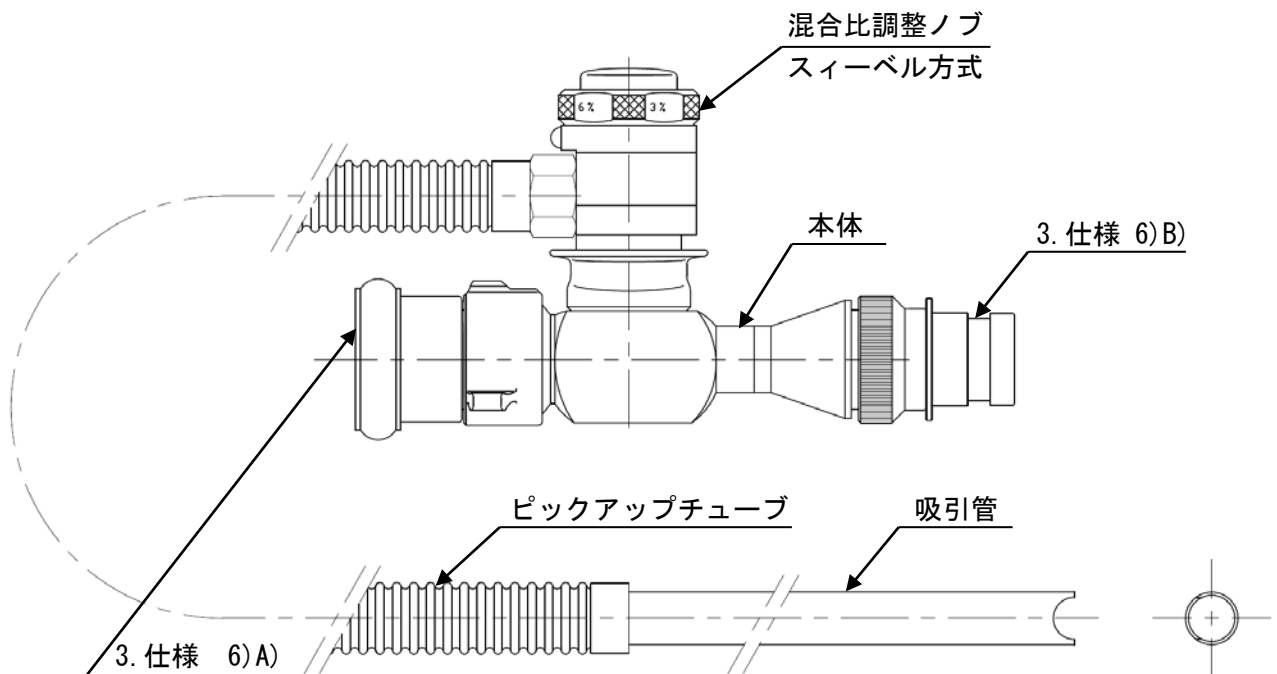 混合比調整ノブ
スィーベル方式
6% 3%
本体
3.仕様 6)B)
ピックアップチューブ
吸引管
3.仕様 6)A)